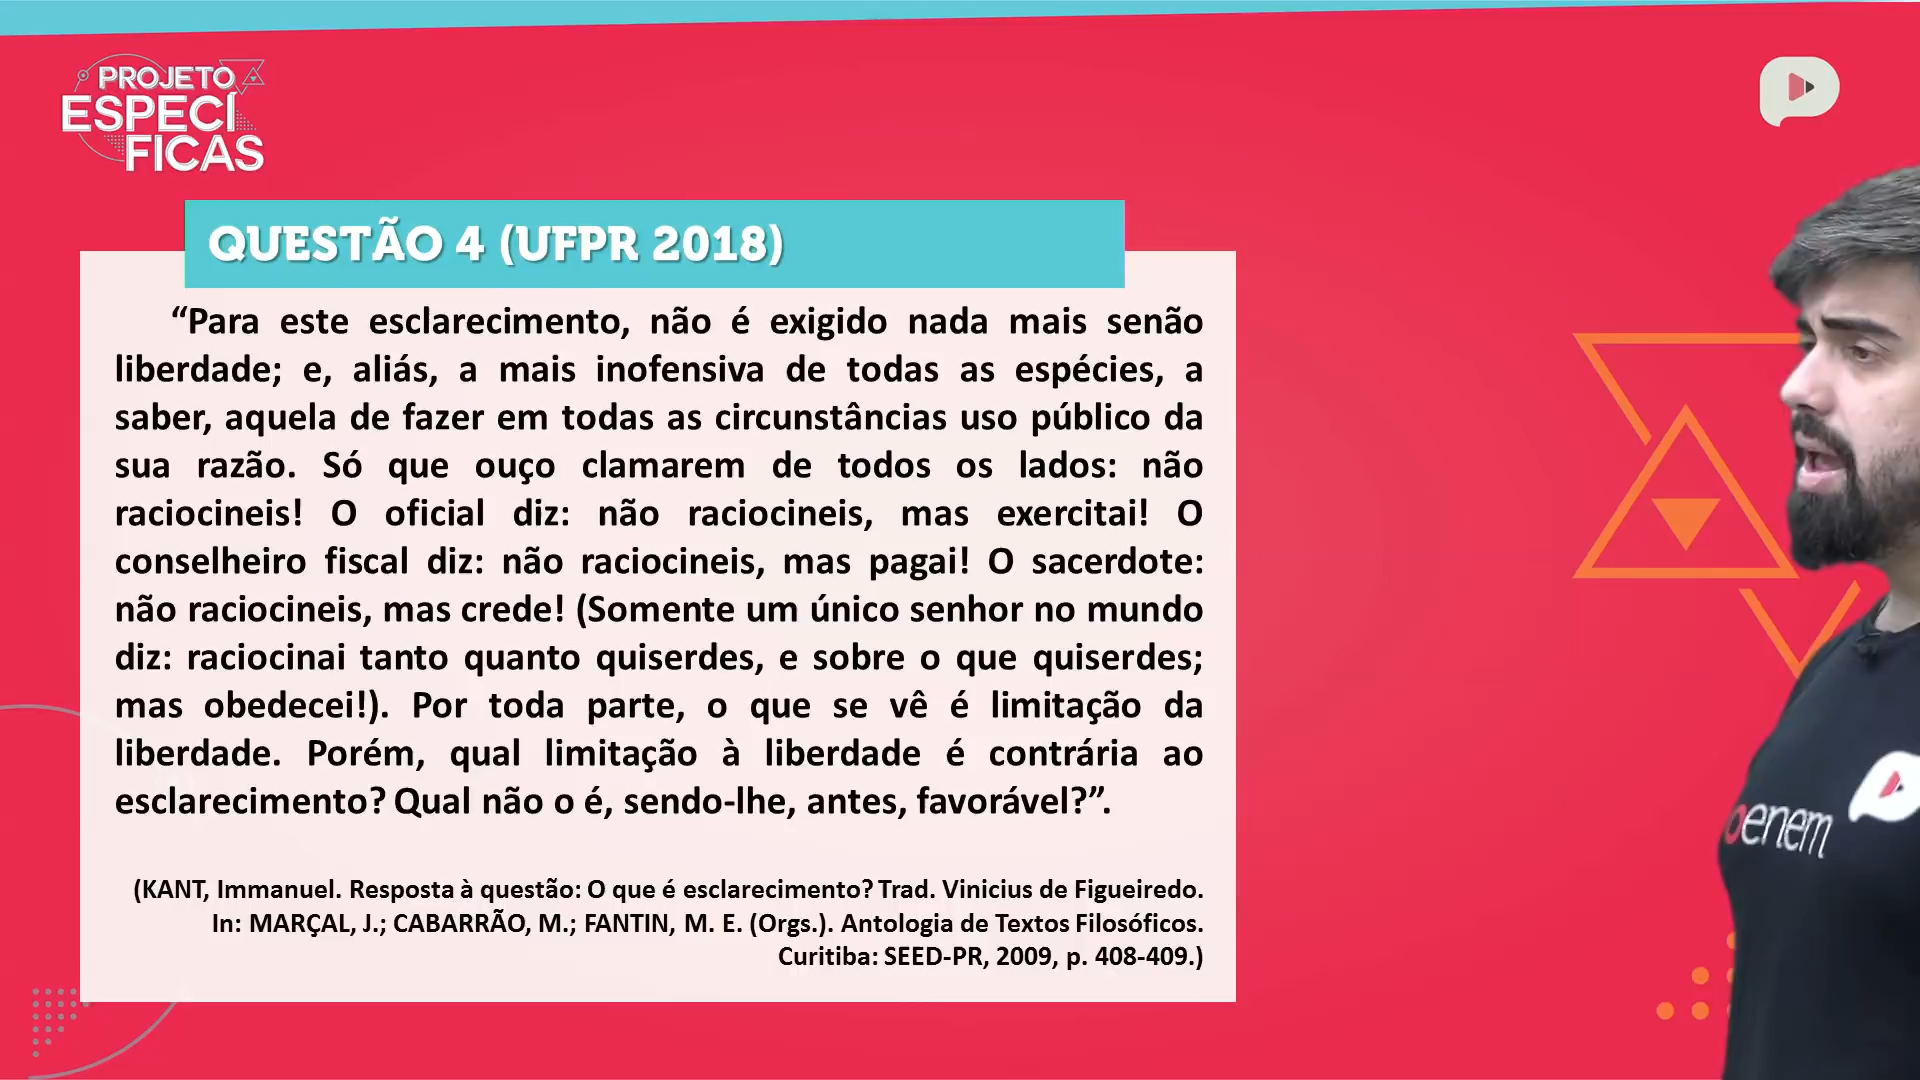 PROJETO
ESPECÍ
FICAS
QUESTÃO 4 (UFPR 2018)
“Para este esclarecimento, não é exigido nada mais senão
liberdade; e, aliás, a mais inofensiva de todas as espécies, a
saber, aquela de fazer em todas as circunstâncias uso público da
sua razão. Só que ouço clamarem de todos os lados: não
raciocineis! O oficial diz: não raciocineis, mas exercitai! O
conselheiro fiscal diz: não raciocineis, mas pagai! O sacerdote:
não raciocineis, mas crede! (Somente um único senhor no mundo
diz: raciocinai tanto quanto quiserdes, e sobre o que quiserdes;
mas obedecei!). Por toda parte, o que se vê é limitação da
liberdade. Porém, qual limitação à liberdade é contrária ao
esclarecimento? Qual não o é, sendo-lhe, antes, favorável?”.
(KANT, Immanuel. Resposta à questão: O que é esclarecimento? Trad. Vinicius de Figueiredo.
In: MARÇAL, J.; CABARRÃO, M.; FANTIN, M. E. (Orgs.). Antologia de Textos Filosóficos.
Curitiba: SEED-PR, 2009, p. 408-409.)
oenem